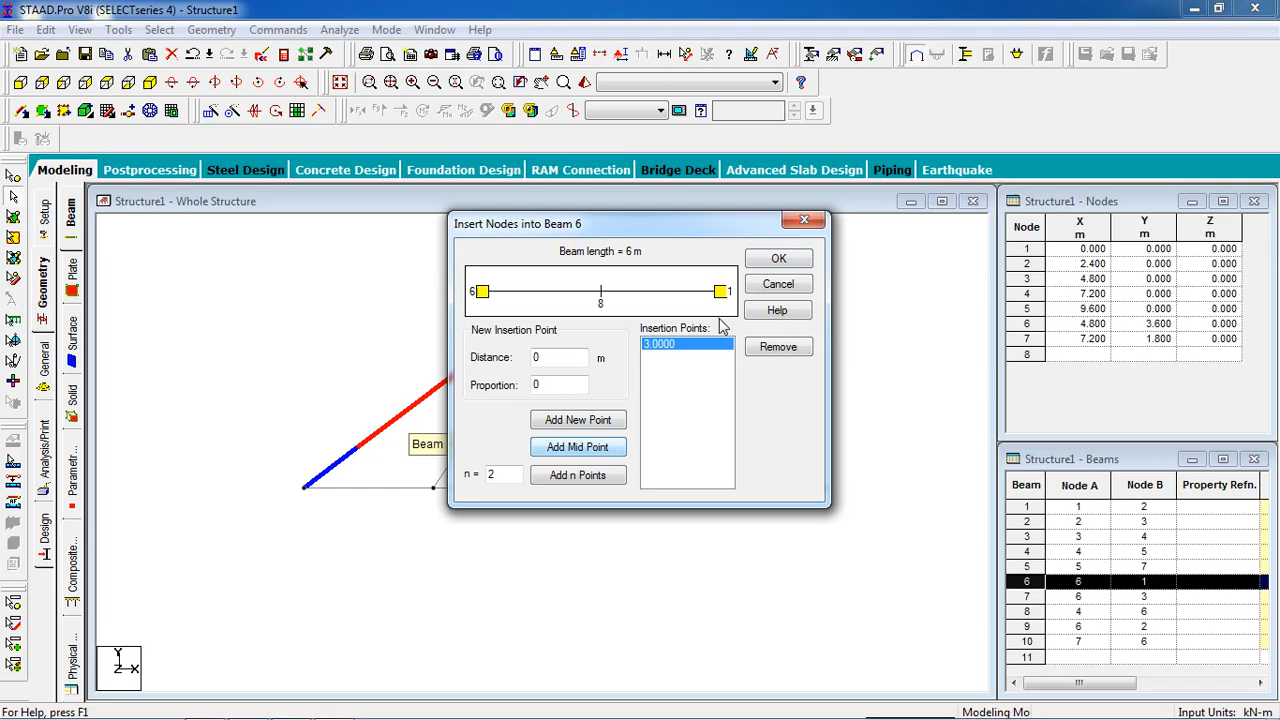 STAAD.Pro V8i (SELECTseries 4) - Structure1
File Edit View Tools Select Geometry Commands Analyze Mode Window Help
Modeling Postprocessing Steel Design Concrete Design Foundation Design RAM Connection Bridge Deck Advanced Slab Design Piping Earthquake
Setup
Geometry
General
Analysis/Print
Design
Beam
Plate
Surface
Solid
Parametr...
Composite...
Physical ...
Structure1 - Whole Structure
Beam
Y
Z X
Insert Nodes into Beam 6
Beam length = 6 m
6 1
8
New Insertion Point
Distance: 0 m
Proportion: 0
Add New Point
Add Mid Point
n = 2 Add n Points
Insertion Points:
3.0000
OK
Cancel
Help
Remove
Structure1 - Nodes
Node X m Y m Z m
1 0.000 0.000 0.000
2 2.400 0.000 0.000
3 4.800 0.000 0.000
4 7.200 0.000 0.000
5 9.600 0.000 0.000
6 4.800 3.600 0.000
7 7.200 1.800 0.000
8
Structure1 - Beams
Beam Node A Node B Property Refn.
1 1 2
2 2 3
3 3 4
4 4 5
5 5 7
6 6 1
7 6 3
8 4 6
9 6 2
10 7 6
11
For Help, press F1
Modeling Mo
Input Units: kN-m